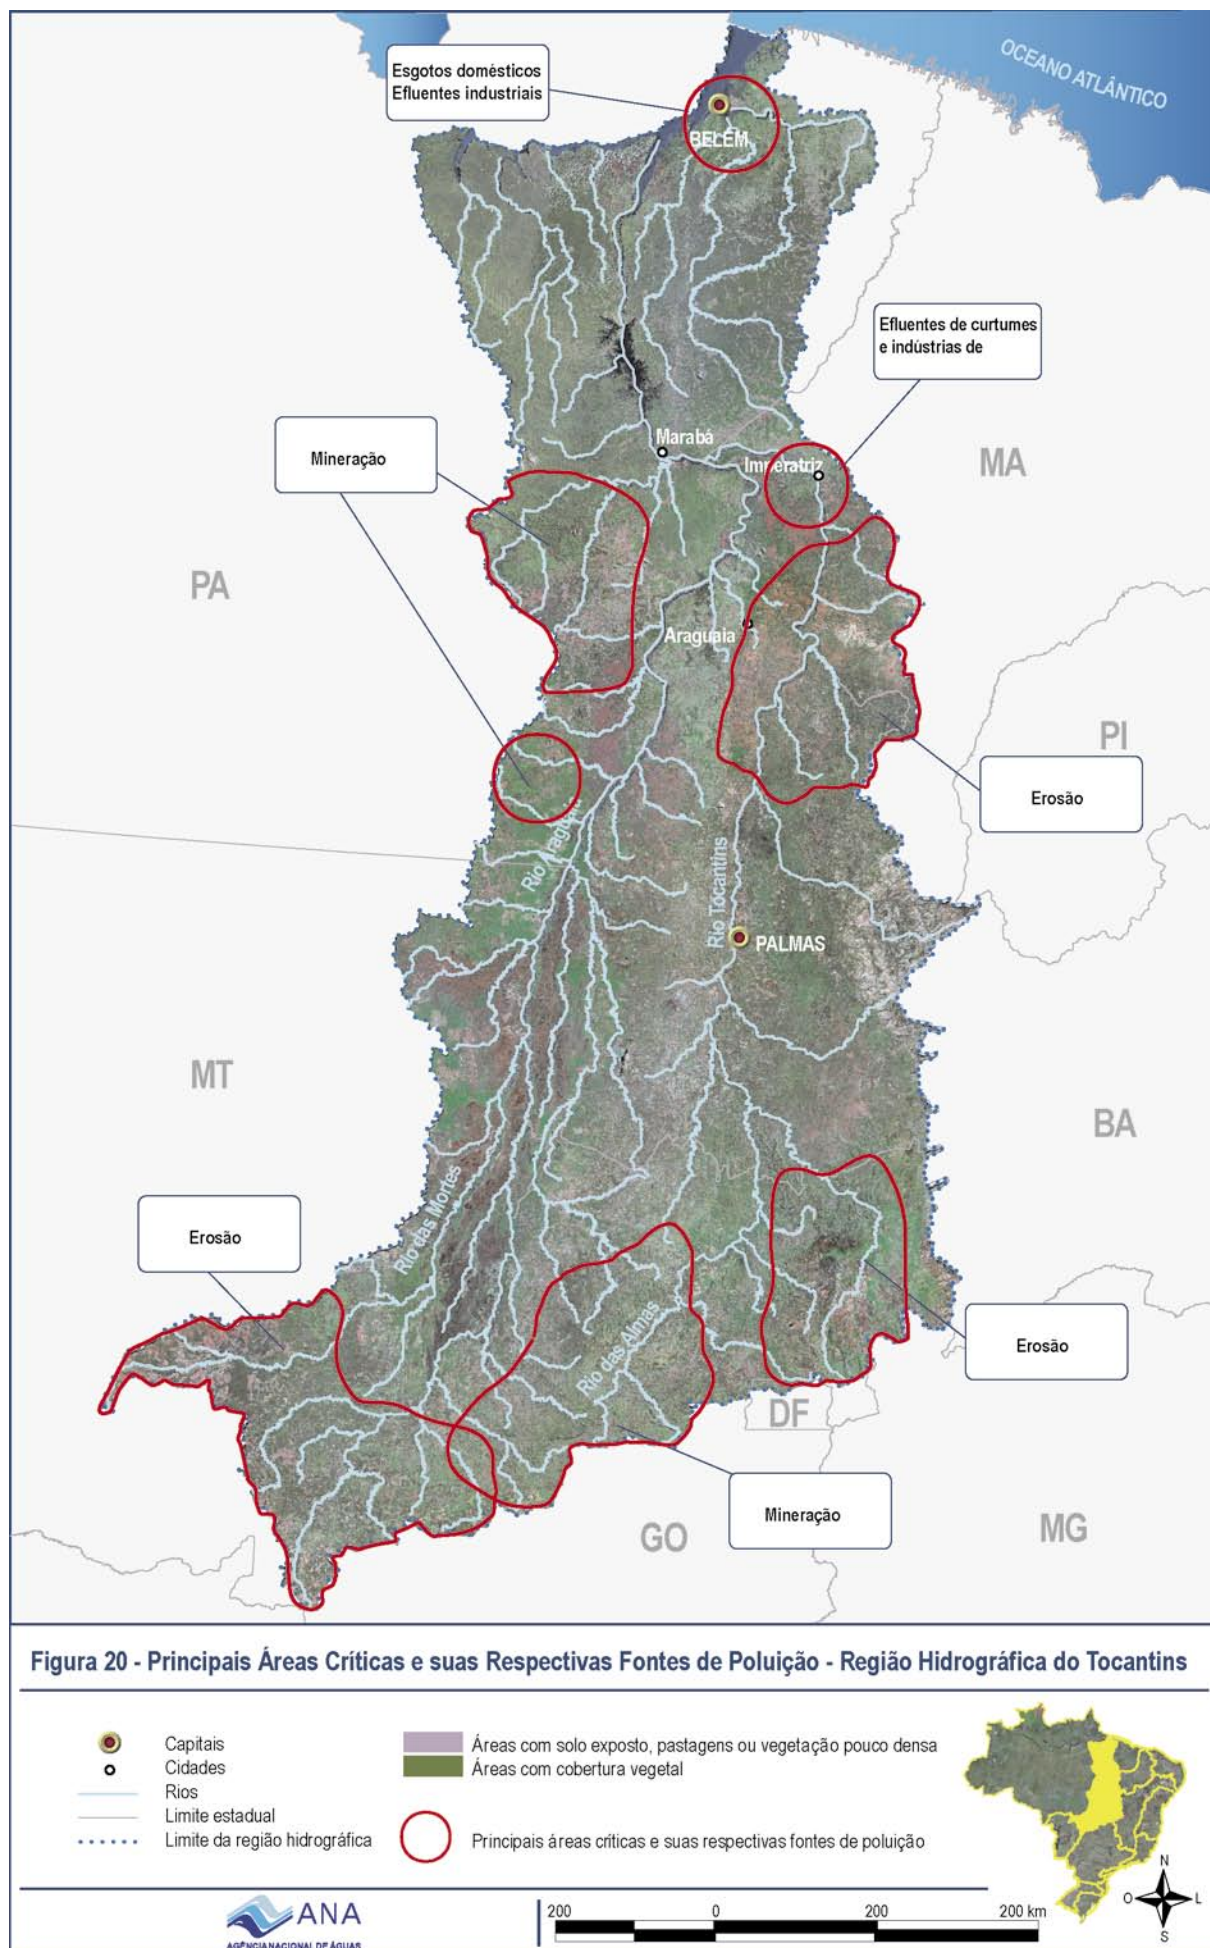 OCEANO ATLÂNTICO
Esgotos domésticos
Efluentes industriais
BELÉM
Efluentes de curtumes
e indústrias de
Marabá
Imperatriz
MA
Mineração
PA
Araguaia
PI
Erosão
Rio Araguaia
Rio Tocantins
PALMAS
MT
BA
Rio das Mortes
Erosão
Rio das Almas
Erosão
DF
Mineração
GO
MG
Figura 20 - Principais Áreas Críticas e suas Respectivas Fontes de Poluição - Região Hidrográfica do Tocantins
Capitais
Cidades
Rios
Limite estadual
Limite da região hidrográfica
Áreas com solo exposto, pastagens ou vegetação pouco densa
Áreas com cobertura vegetal
Principais áreas críticas e suas respectivas fontes de poluição
N
O L
S
ANA
AGÊNCIA NACIONAL DE ÁGUAS
200 0 200 200 km